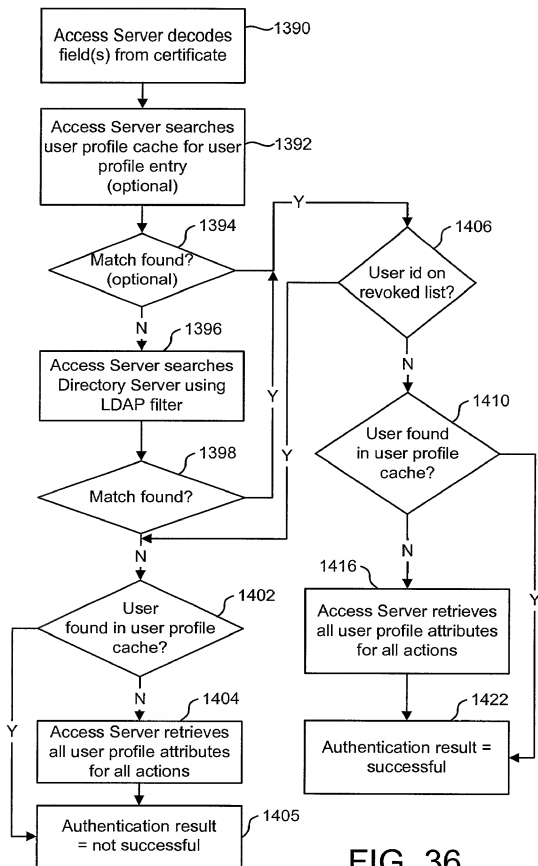 Access Server decodes
field(s) from certificate
1390
Access Server searches
user profile cache for user
profile entry
(optional)
1392
Match found?
(optional)
1394
Y
N
Access Server searches
Directory Server using
LDAP filter
1396
Match found?
1398
Y
N
User
found in user profile
cache?
1402
Y
N
Access Server retrieves
all user profile attributes
for all actions
1404
Authentication result
= not successful
1405
User id on
revoked list?
1406
Y
N
User found
in user profile
cache?
1410
Y
N
Access Server retrieves
all user profile attributes
for all actions
1416
Authentication result =
successful
1422
FIG. 36